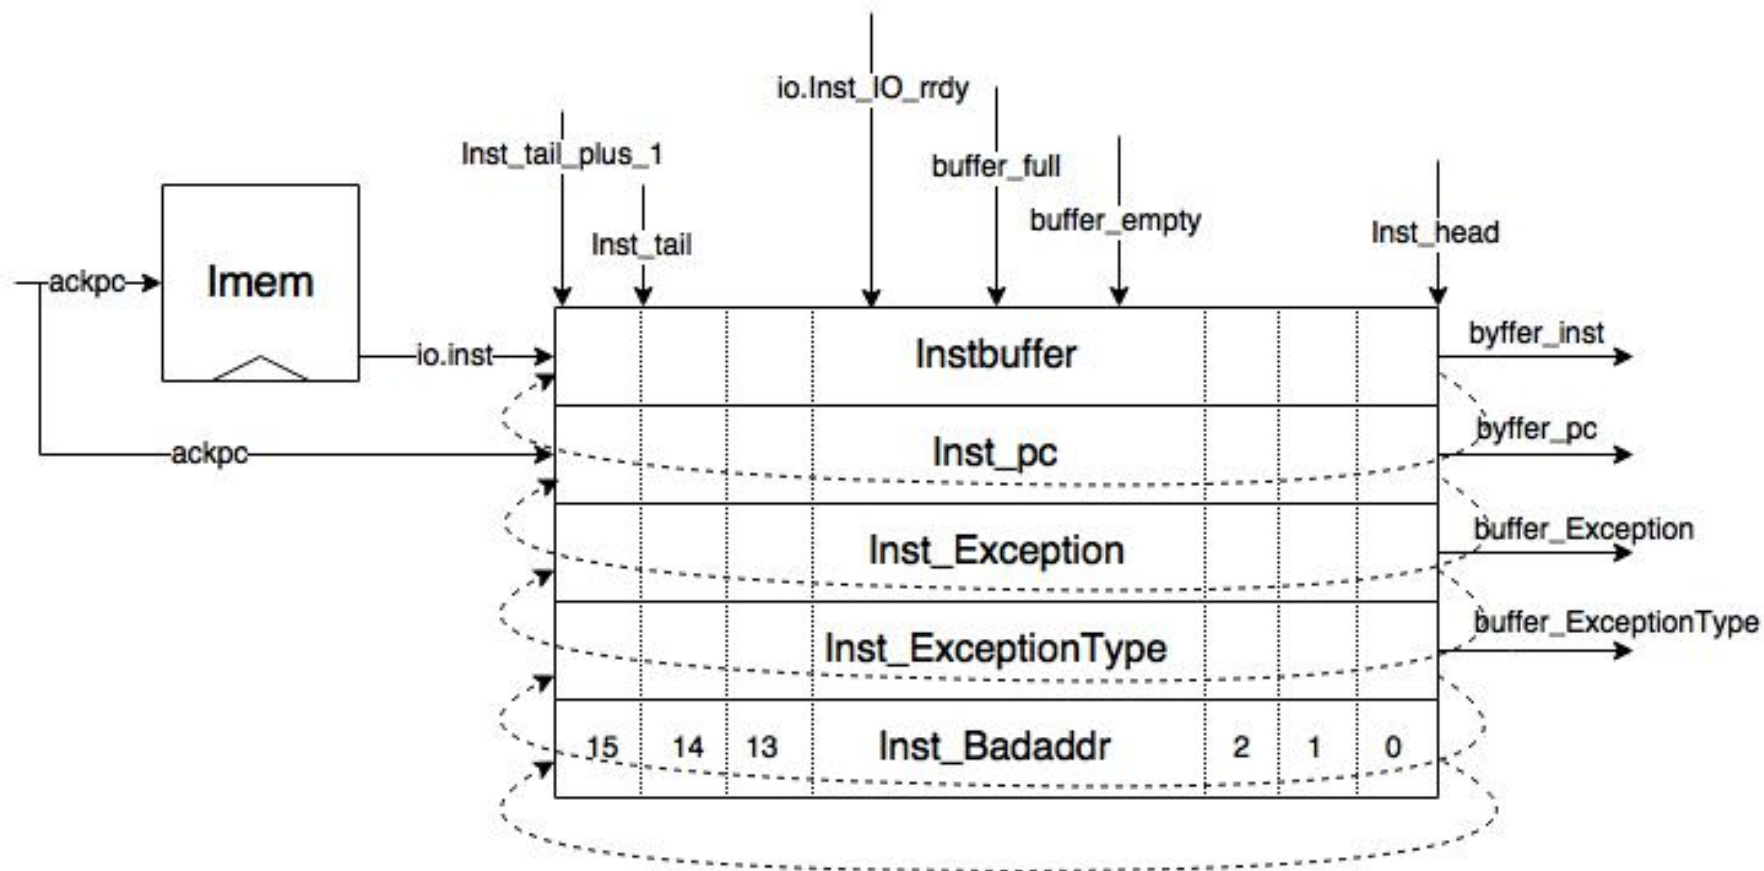 io.Inst_IO_rrdy
Inst_tail_plus_1
buffer_full
buffer_empty
Inst_tail
Inst_head
ackpc
Imem
io.inst
Instbuffer
byffer_inst
ackpc
Inst_pc
byffer_pc
Inst_Exception
buffer_Exception
Inst_ExceptionType
buffer_ExceptionType
15 14 13 Inst_Badaddr 2 1 0